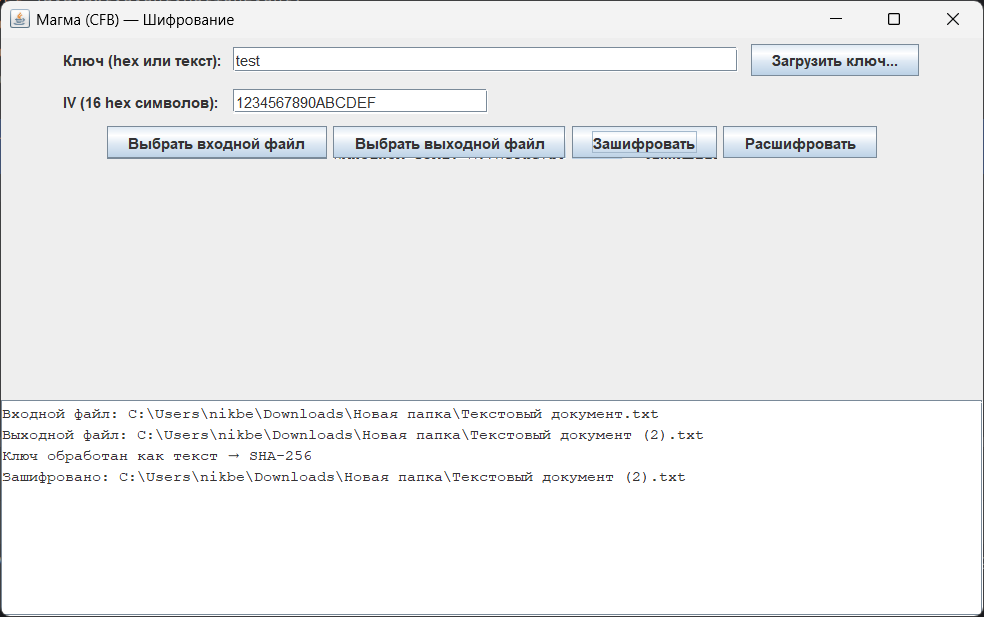 Магма (CFB) — Шифрование
Ключ (hex или текст): test Загрузить ключ...
IV (16 hex символов): 1234567890ABCDEF
Выбрать входной файл Выбрать выходной файл Зашифровать Расшифровать
Входной файл: C:\Users\nikbe\Downloads\Новая папка\Текстовый документ.txt
Выходной файл: C:\Users\nikbe\Downloads\Новая папка\Текстовый документ (2).txt
Ключ обработан как текст → SHA-256
Зашифровано: C:\Users\nikbe\Downloads\Новая папка\Текстовый документ (2).txt